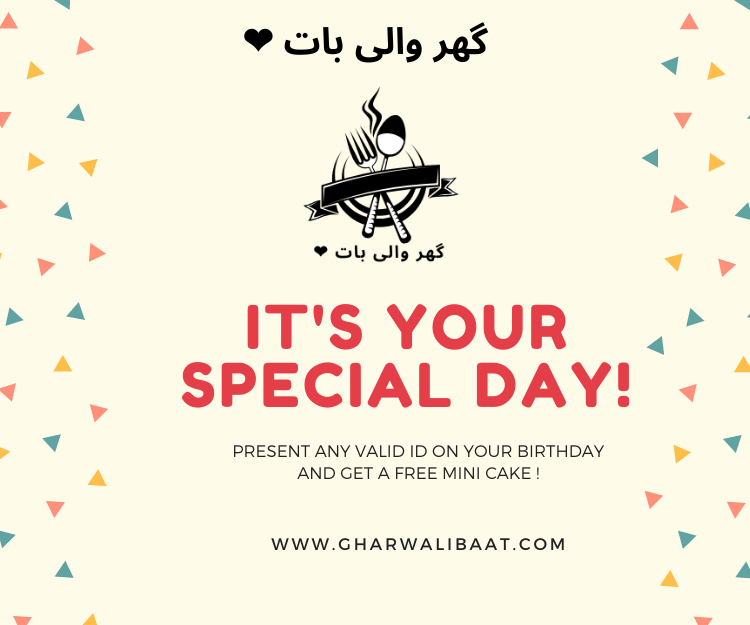 گھر والی بات ❤
گھر والی بات ❤
IT'S YOUR
SPECIAL DAY!
PRESENT ANY VALID ID ON YOUR BIRTHDAY
AND GET A FREE MINI CAKE !
WWW.GHARWALIBAAT.COM